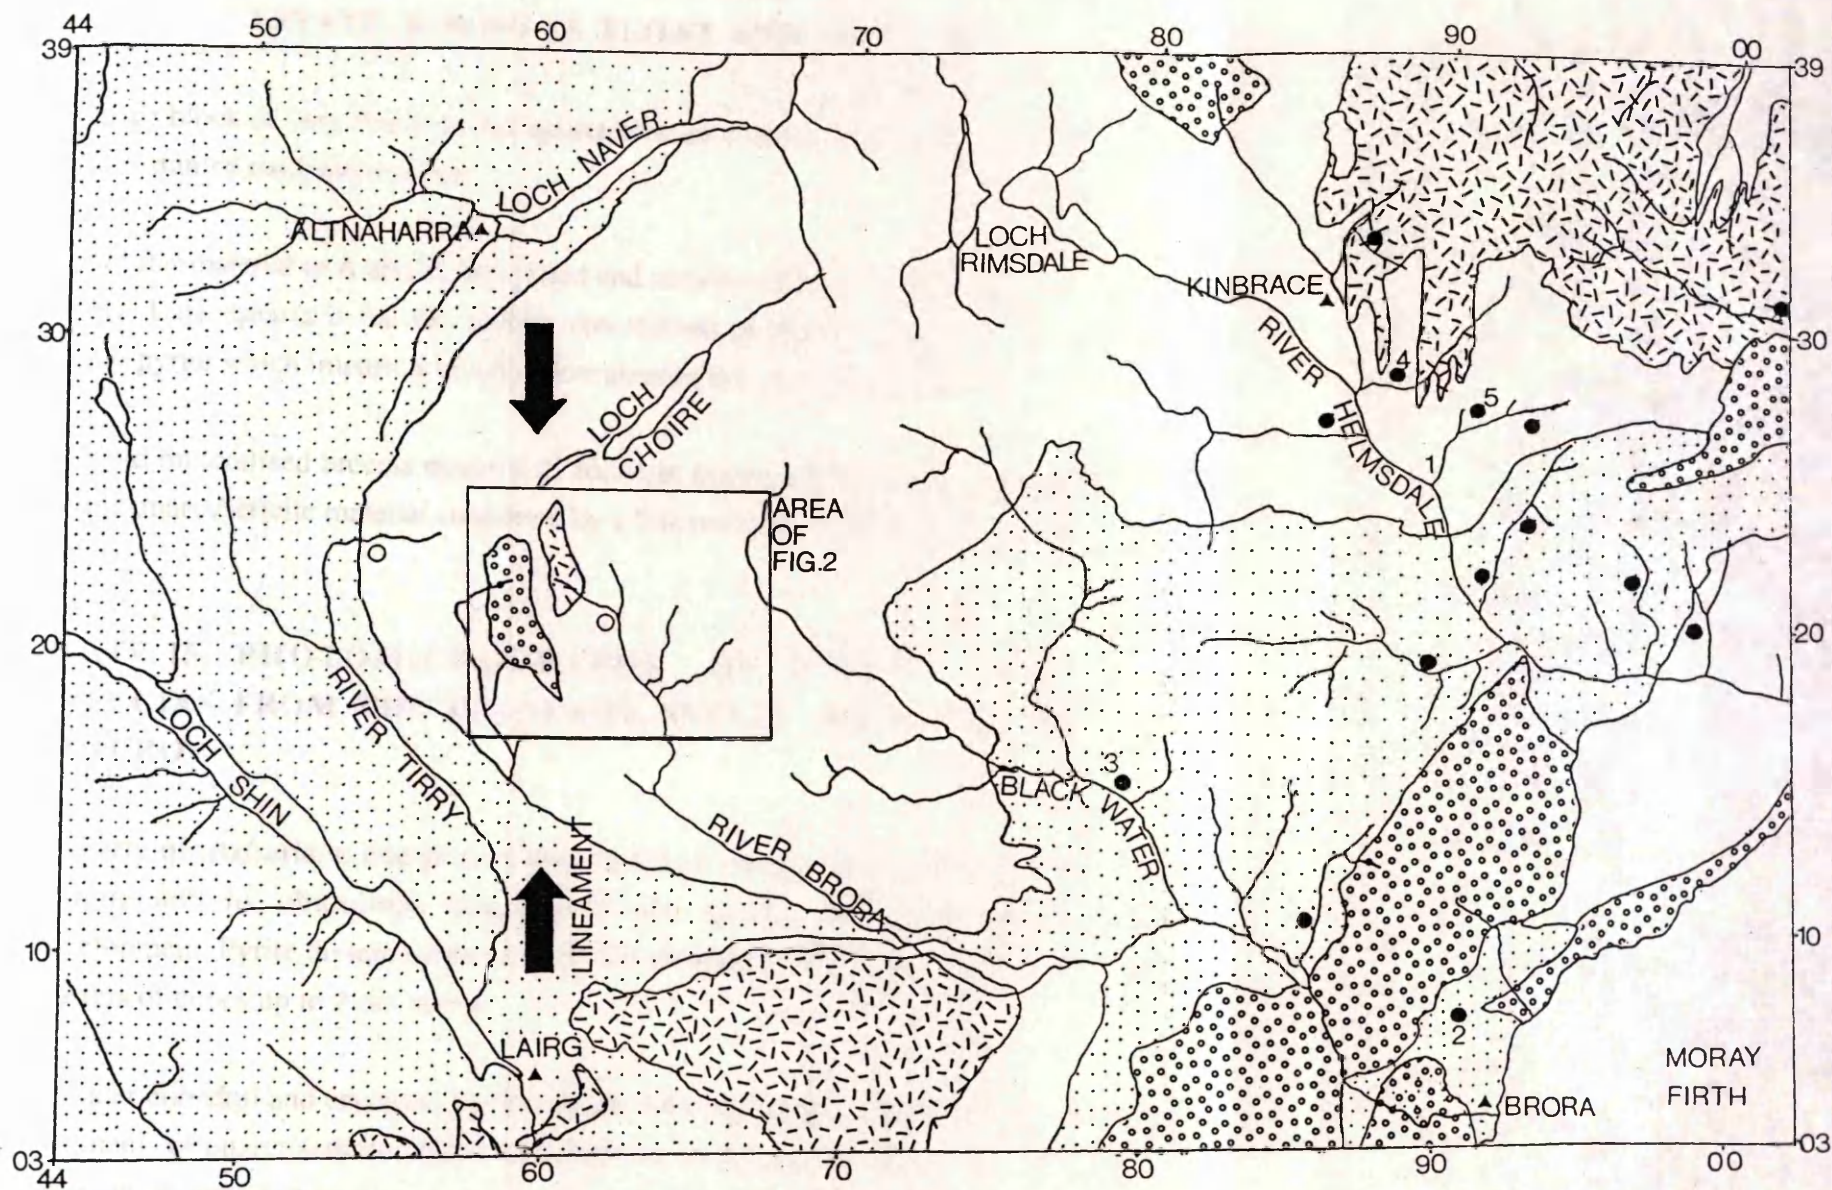 44 50 60 70 80 90 00
39 39
LOCH NAVER
ALTNAHARRA
LOCH
RIMSDALE
KINBRACE
30 30
RIVER
HELMSDALE
4
5
1
LOCH
CHOIRE
AREA
OF
FIG.2
20 20
RIVER TIRRY
LOCH SHIN
3
BLACK WATER
RIVER BRORA
LINEAMENT
10 10
2
LAIRG
MORAY
FIRTH
BRORA
03 03
44 50 60 70 80 90 00